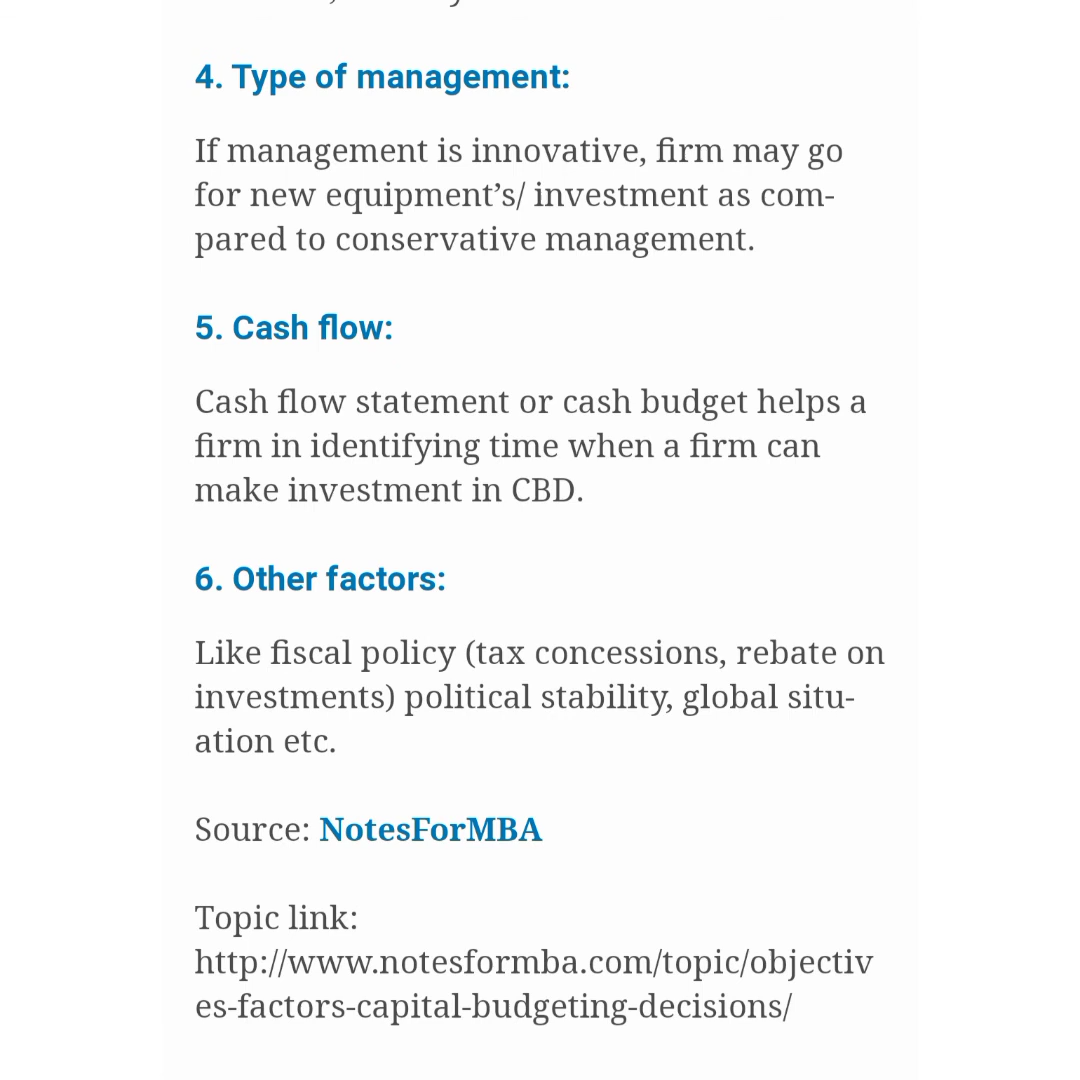 4. Type of management:
If management is innovative, firm may go
for new equipment’s/ investment as com-
pared to conservative management.
5. Cash flow:
Cash flow statement or cash budget helps a
firm in identifying time when a firm can
make investment in CBD.
6. Other factors:
Like fiscal policy (tax concessions, rebate on
investments) political stability, global situ-
ation etc.
Source: NotesForMBA
Topic link:
http://www.notesformba.com/topic/objectiv
es-factors-capital-budgeting-decisions/